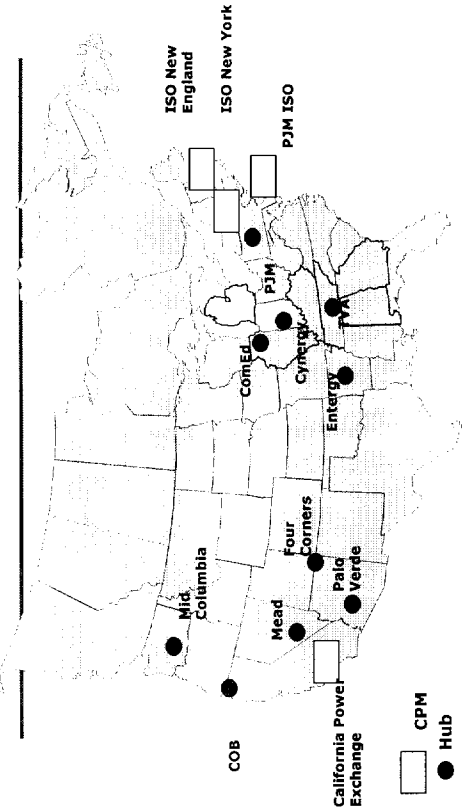 ISO New
England
ISO New York
PJM ISO
PJM
ComEd
Cynergy
TVA
Entergy
Four
Corners
Palo
Verde
Mid
Columbia
Mead
COB
California Power
Exchange
CPM
Hub